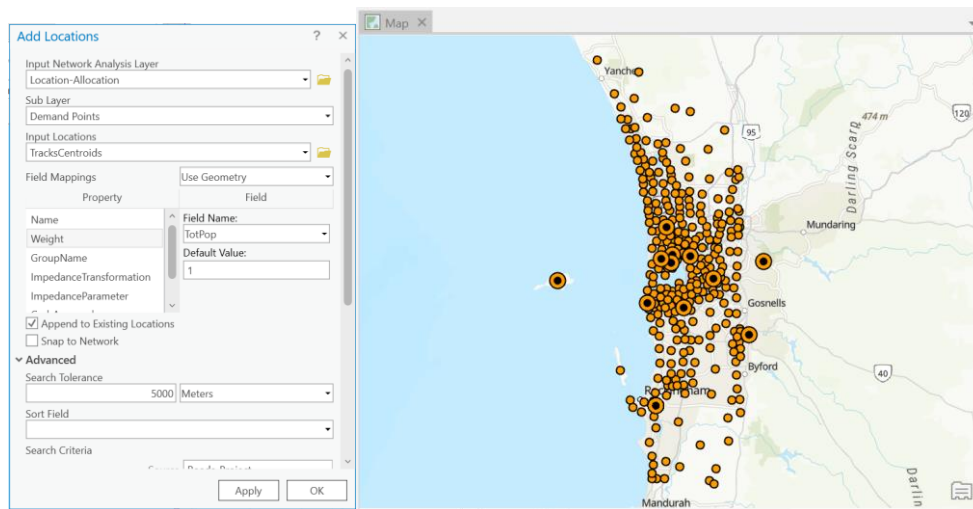 Add Locations
?
Input Network Analysis Layer
Location-Allocation
Sub Layer
Demand Points
Input Locations
TracksCentroids
Field Mappings
Use Geometry
Property
Field
Name
Weight
GroupName
ImpedanceTransformation
ImpedanceParameter
Field Name:
TotPop
Default Value:
1
Append to Existing Locations
Snap to Network
Advanced
Search Tolerance
5000
Meters
Sort Field
Search Criteria
Apply
OK
Map
Yanchep
95
474 m
120
Darling Scarp
Mundaring
Gosnells
Byford
40
Mandurah
Darlin